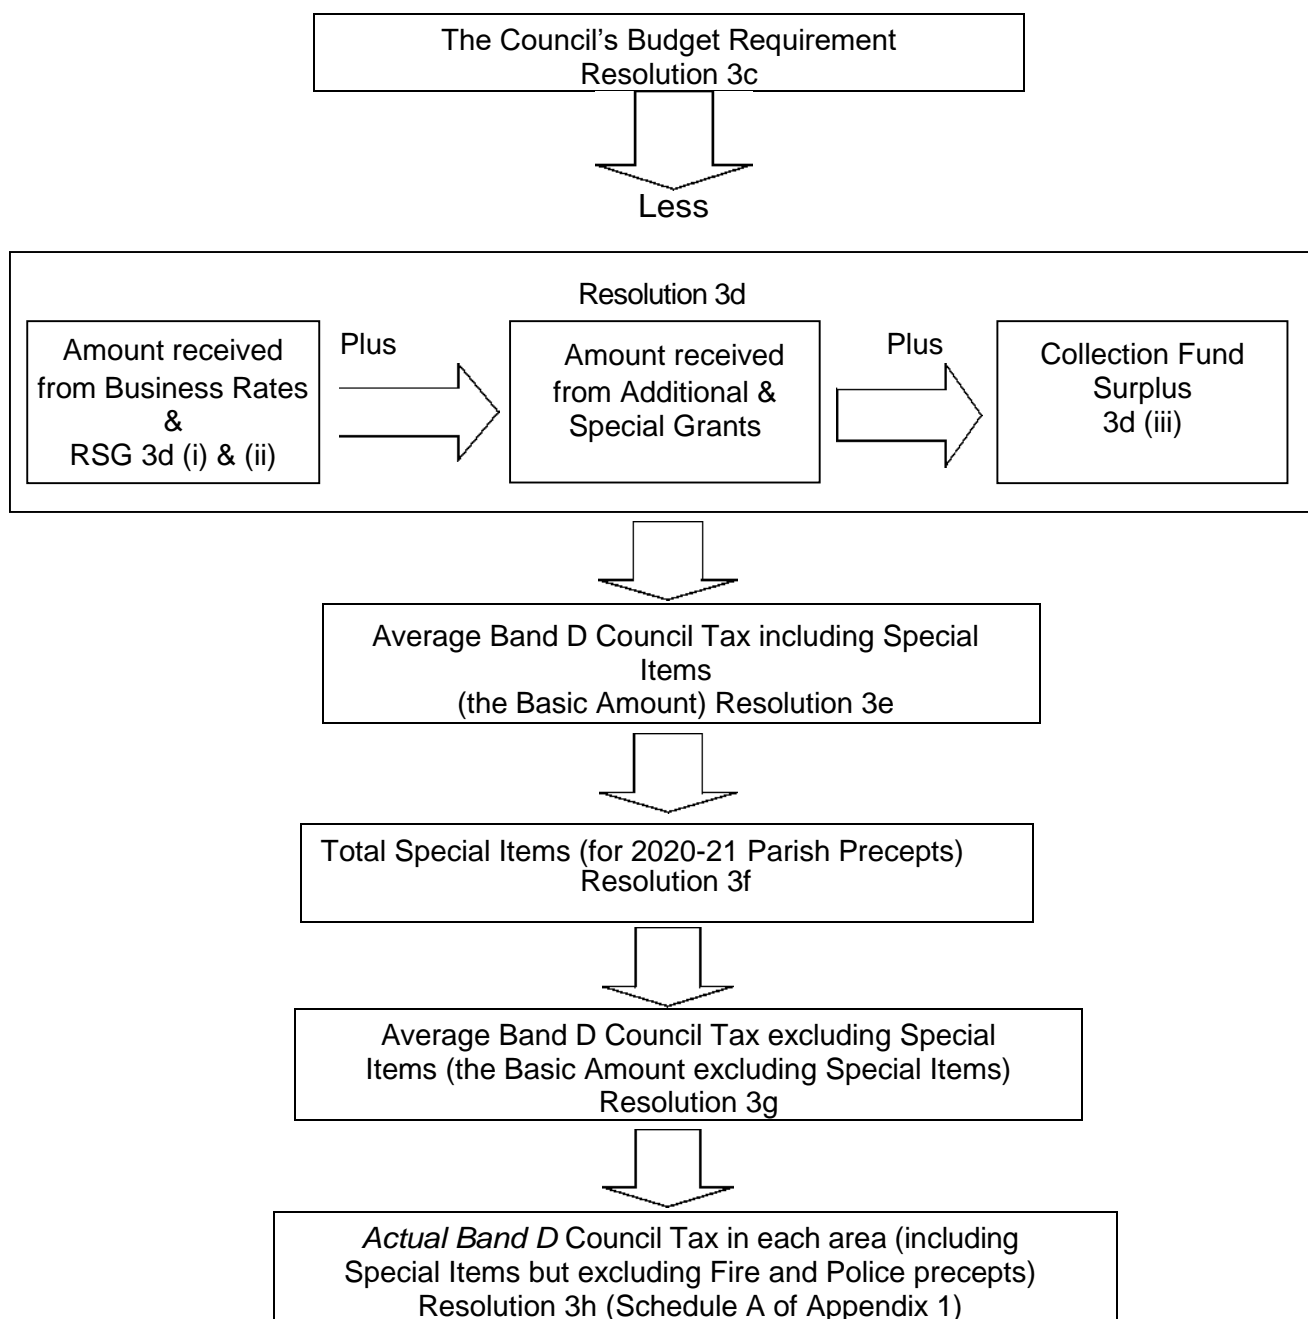 The Council’s Budget Requirement
Resolution 3c
Less
Resolution 3d
Amount received
from Business Rates
&
RSG 3d (i) & (ii)
Plus
Amount received
from Additional &
Special Grants
Plus
Collection Fund
Surplus
3d (iii)
Average Band D Council Tax including Special
Items
(the Basic Amount) Resolution 3e
Total Special Items (for 2020-21 Parish Precepts)
Resolution 3f
Average Band D Council Tax excluding Special
Items (the Basic Amount excluding Special Items)
Resolution 3g
Actual Band D Council Tax in each area (including
Special Items but excluding Fire and Police precepts)
Resolution 3h (Schedule A of Appendix 1)